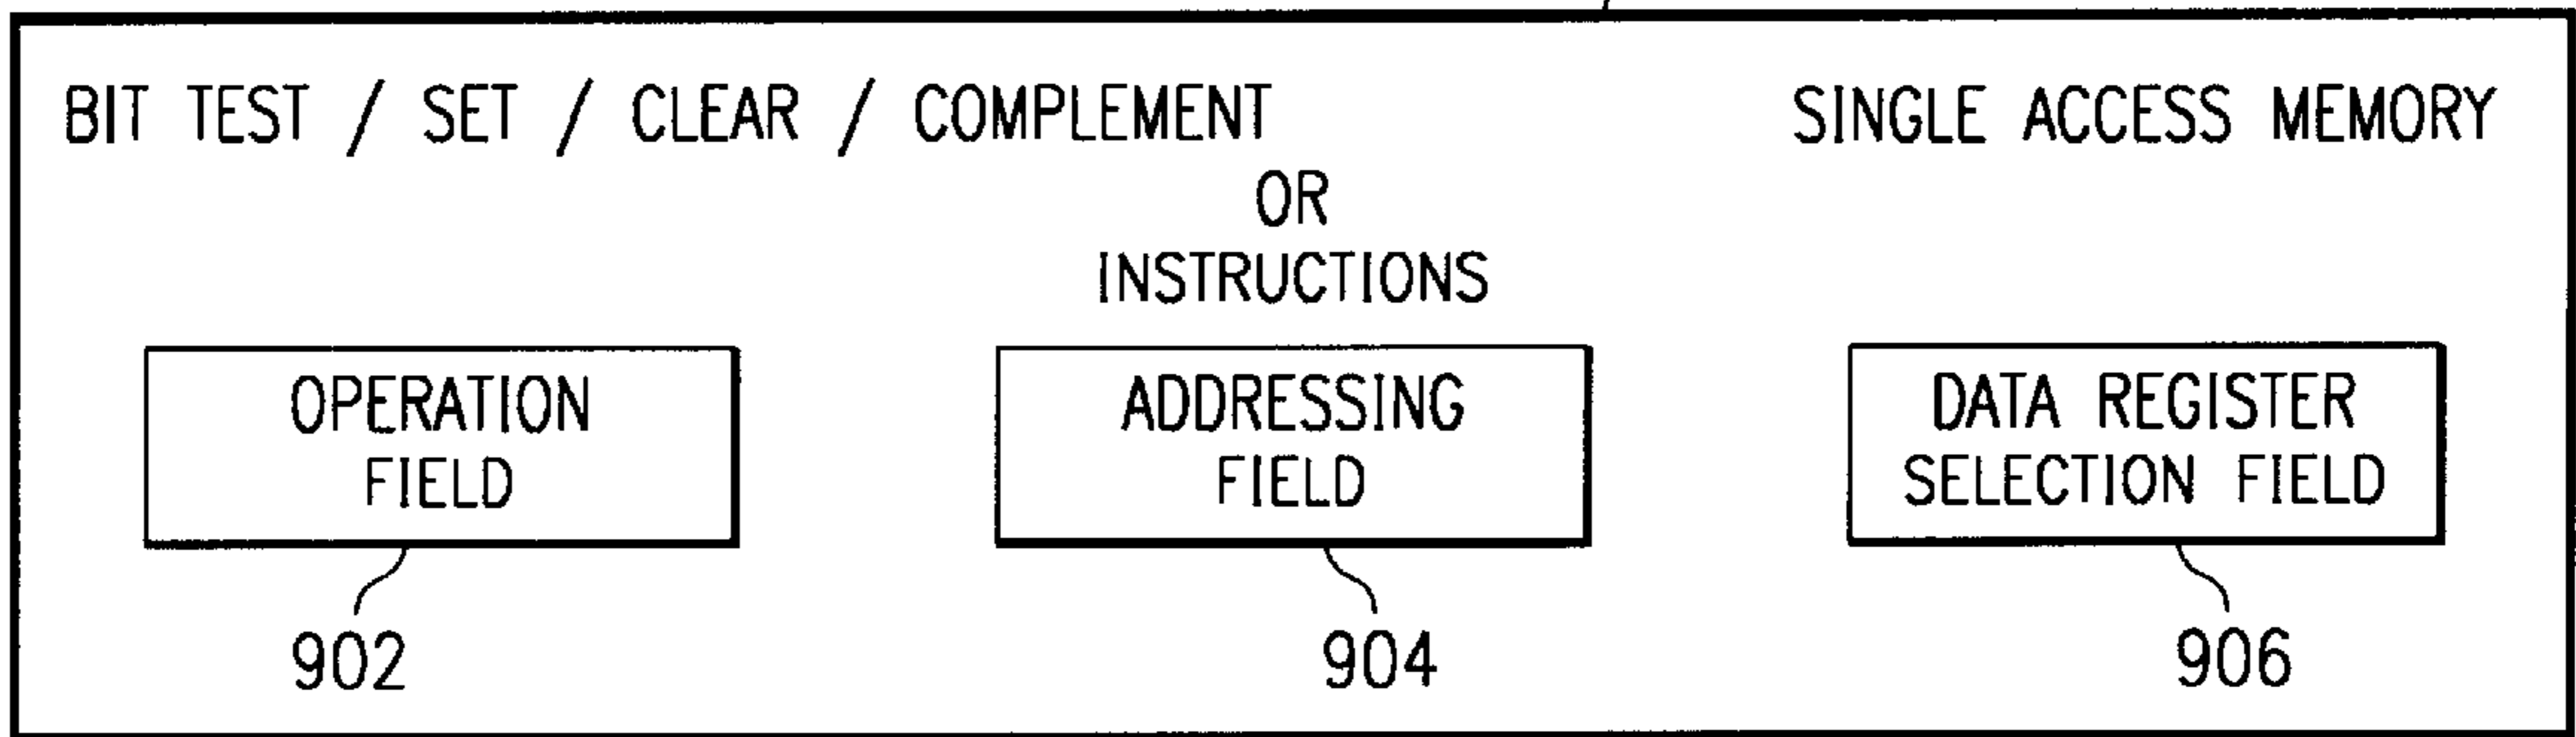 BIT TEST / SET / CLEAR / COMPLEMENT SINGLE ACCESS MEMORY
OR
INSTRUCTIONS
OPERATION
FIELD
902
ADDRESSING
FIELD
904
DATA REGISTER
SELECTION FIELD
906